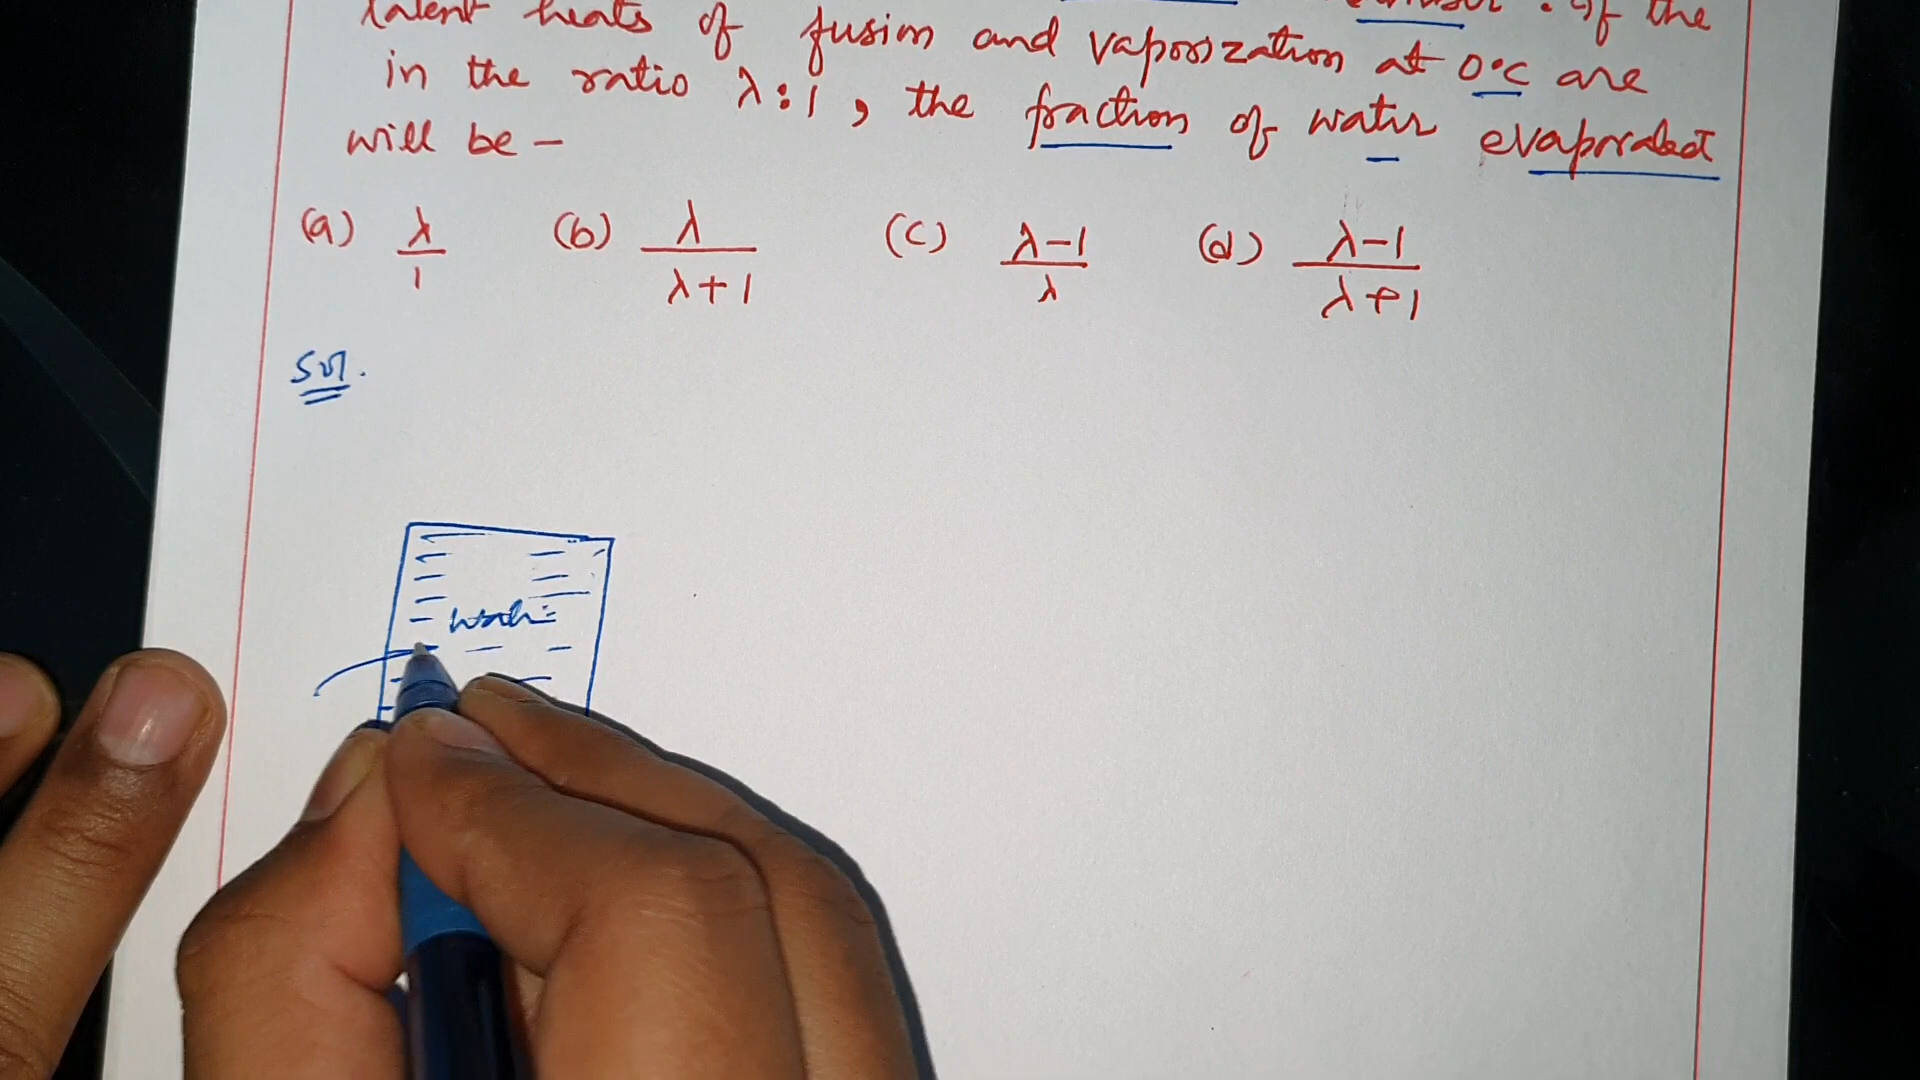 latent heats of fusion and vaporization at 0°C are
in the ratio λ:1, the fraction of water evaporated
will be —
(a) λ/1 (b) λ/λ+1 (c) λ-1/λ (d) λ-1/λ+1
Sol.